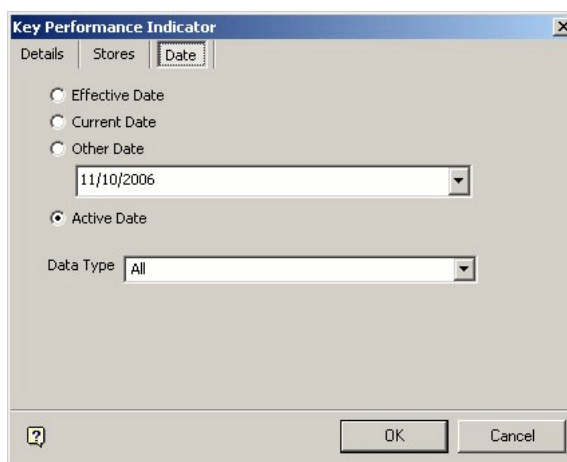 Key Performance Indicator
Details Stores Date
Effective Date
Current Date
Other Date
11/10/2006
Active Date
Data Type All
OK Cancel